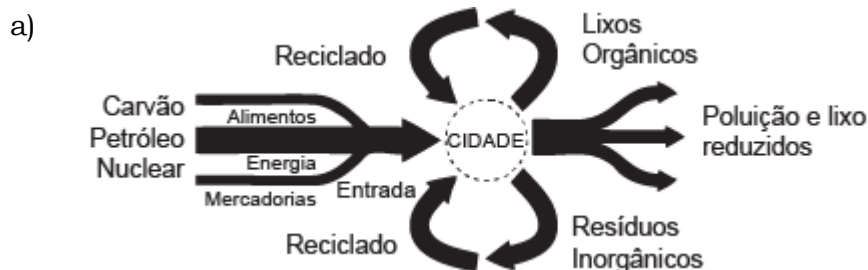 a)
Reciclado
Lixos
Orgânicos
Carvão
Petróleo
Nuclear
Alimentos
Energia
Mercadorias
Entrada
CIDADE
Poluição e lixo
reduzidos
Reciclado
Resíduos
Inorgânicos